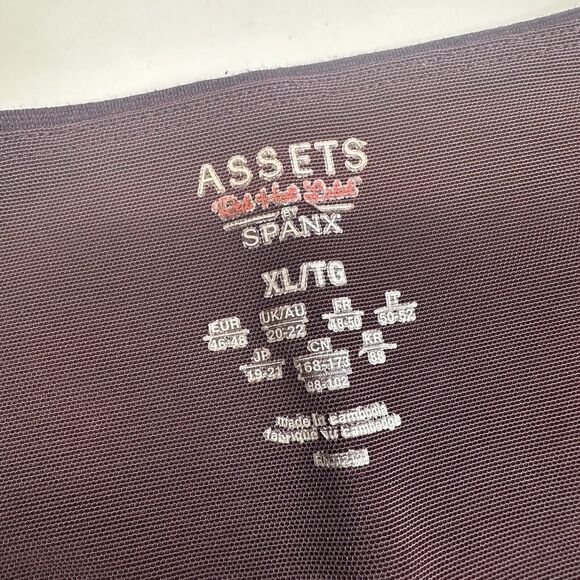 ASSETS
Red Hot Label™
BY
SPANX®
XL/TG
EUR UK/AU FR IT
46-48 20-22 48-50 50-52
JP CN KR
19-21 168-173 88
98-102
made in cambodia
fabriqué au cambodge